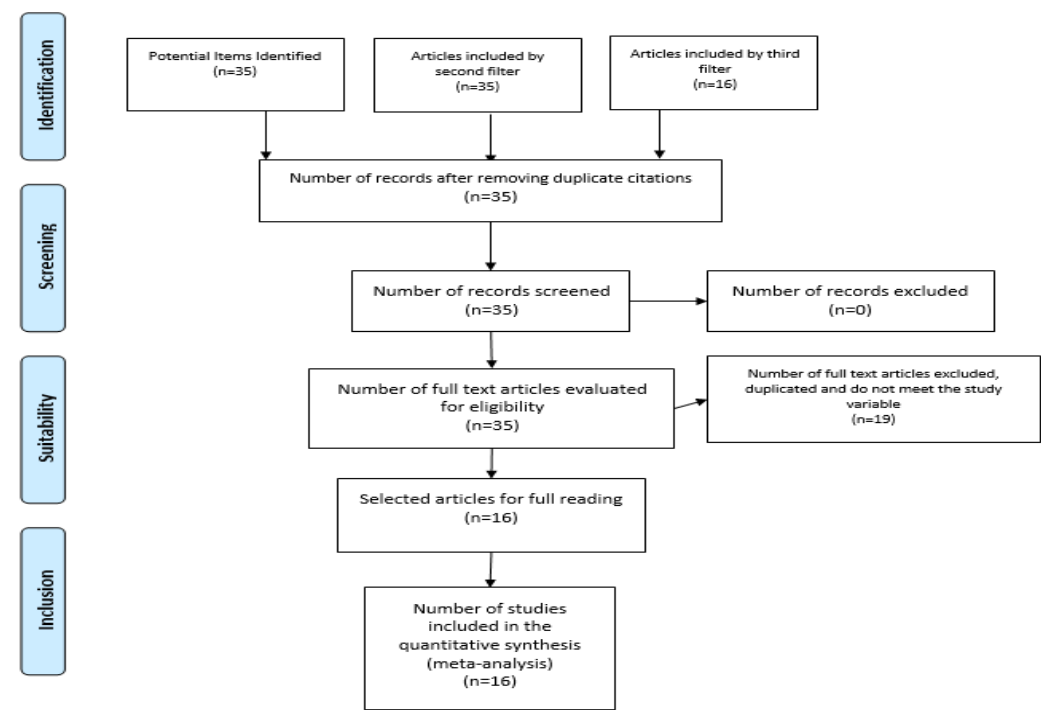 Identification
Potential Items Identified
(n=35)
Articles included by
second filter
(n=35)
Articles included by third
filter
(n=16)
Number of records after removing duplicate citations
(n=35)
Screening
Number of records screened
(n=35)
Number of records excluded
(n=0)
Suitability
Number of full text articles evaluated
for eligibility
(n=35)
Number of full text articles excluded,
duplicated and do not meet the study
variable
(n=19)
Selected articles for full reading
(n=16)
Inclusion
Number of studies
included in the
quantitative synthesis
(meta-analysis)
(n=16)